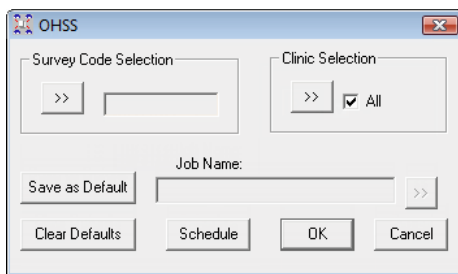 OHSS
Survey Code Selection
Clinic Selection
>>
>> All
Job Name:
Save as Default
>>
Clear Defaults Schedule OK Cancel